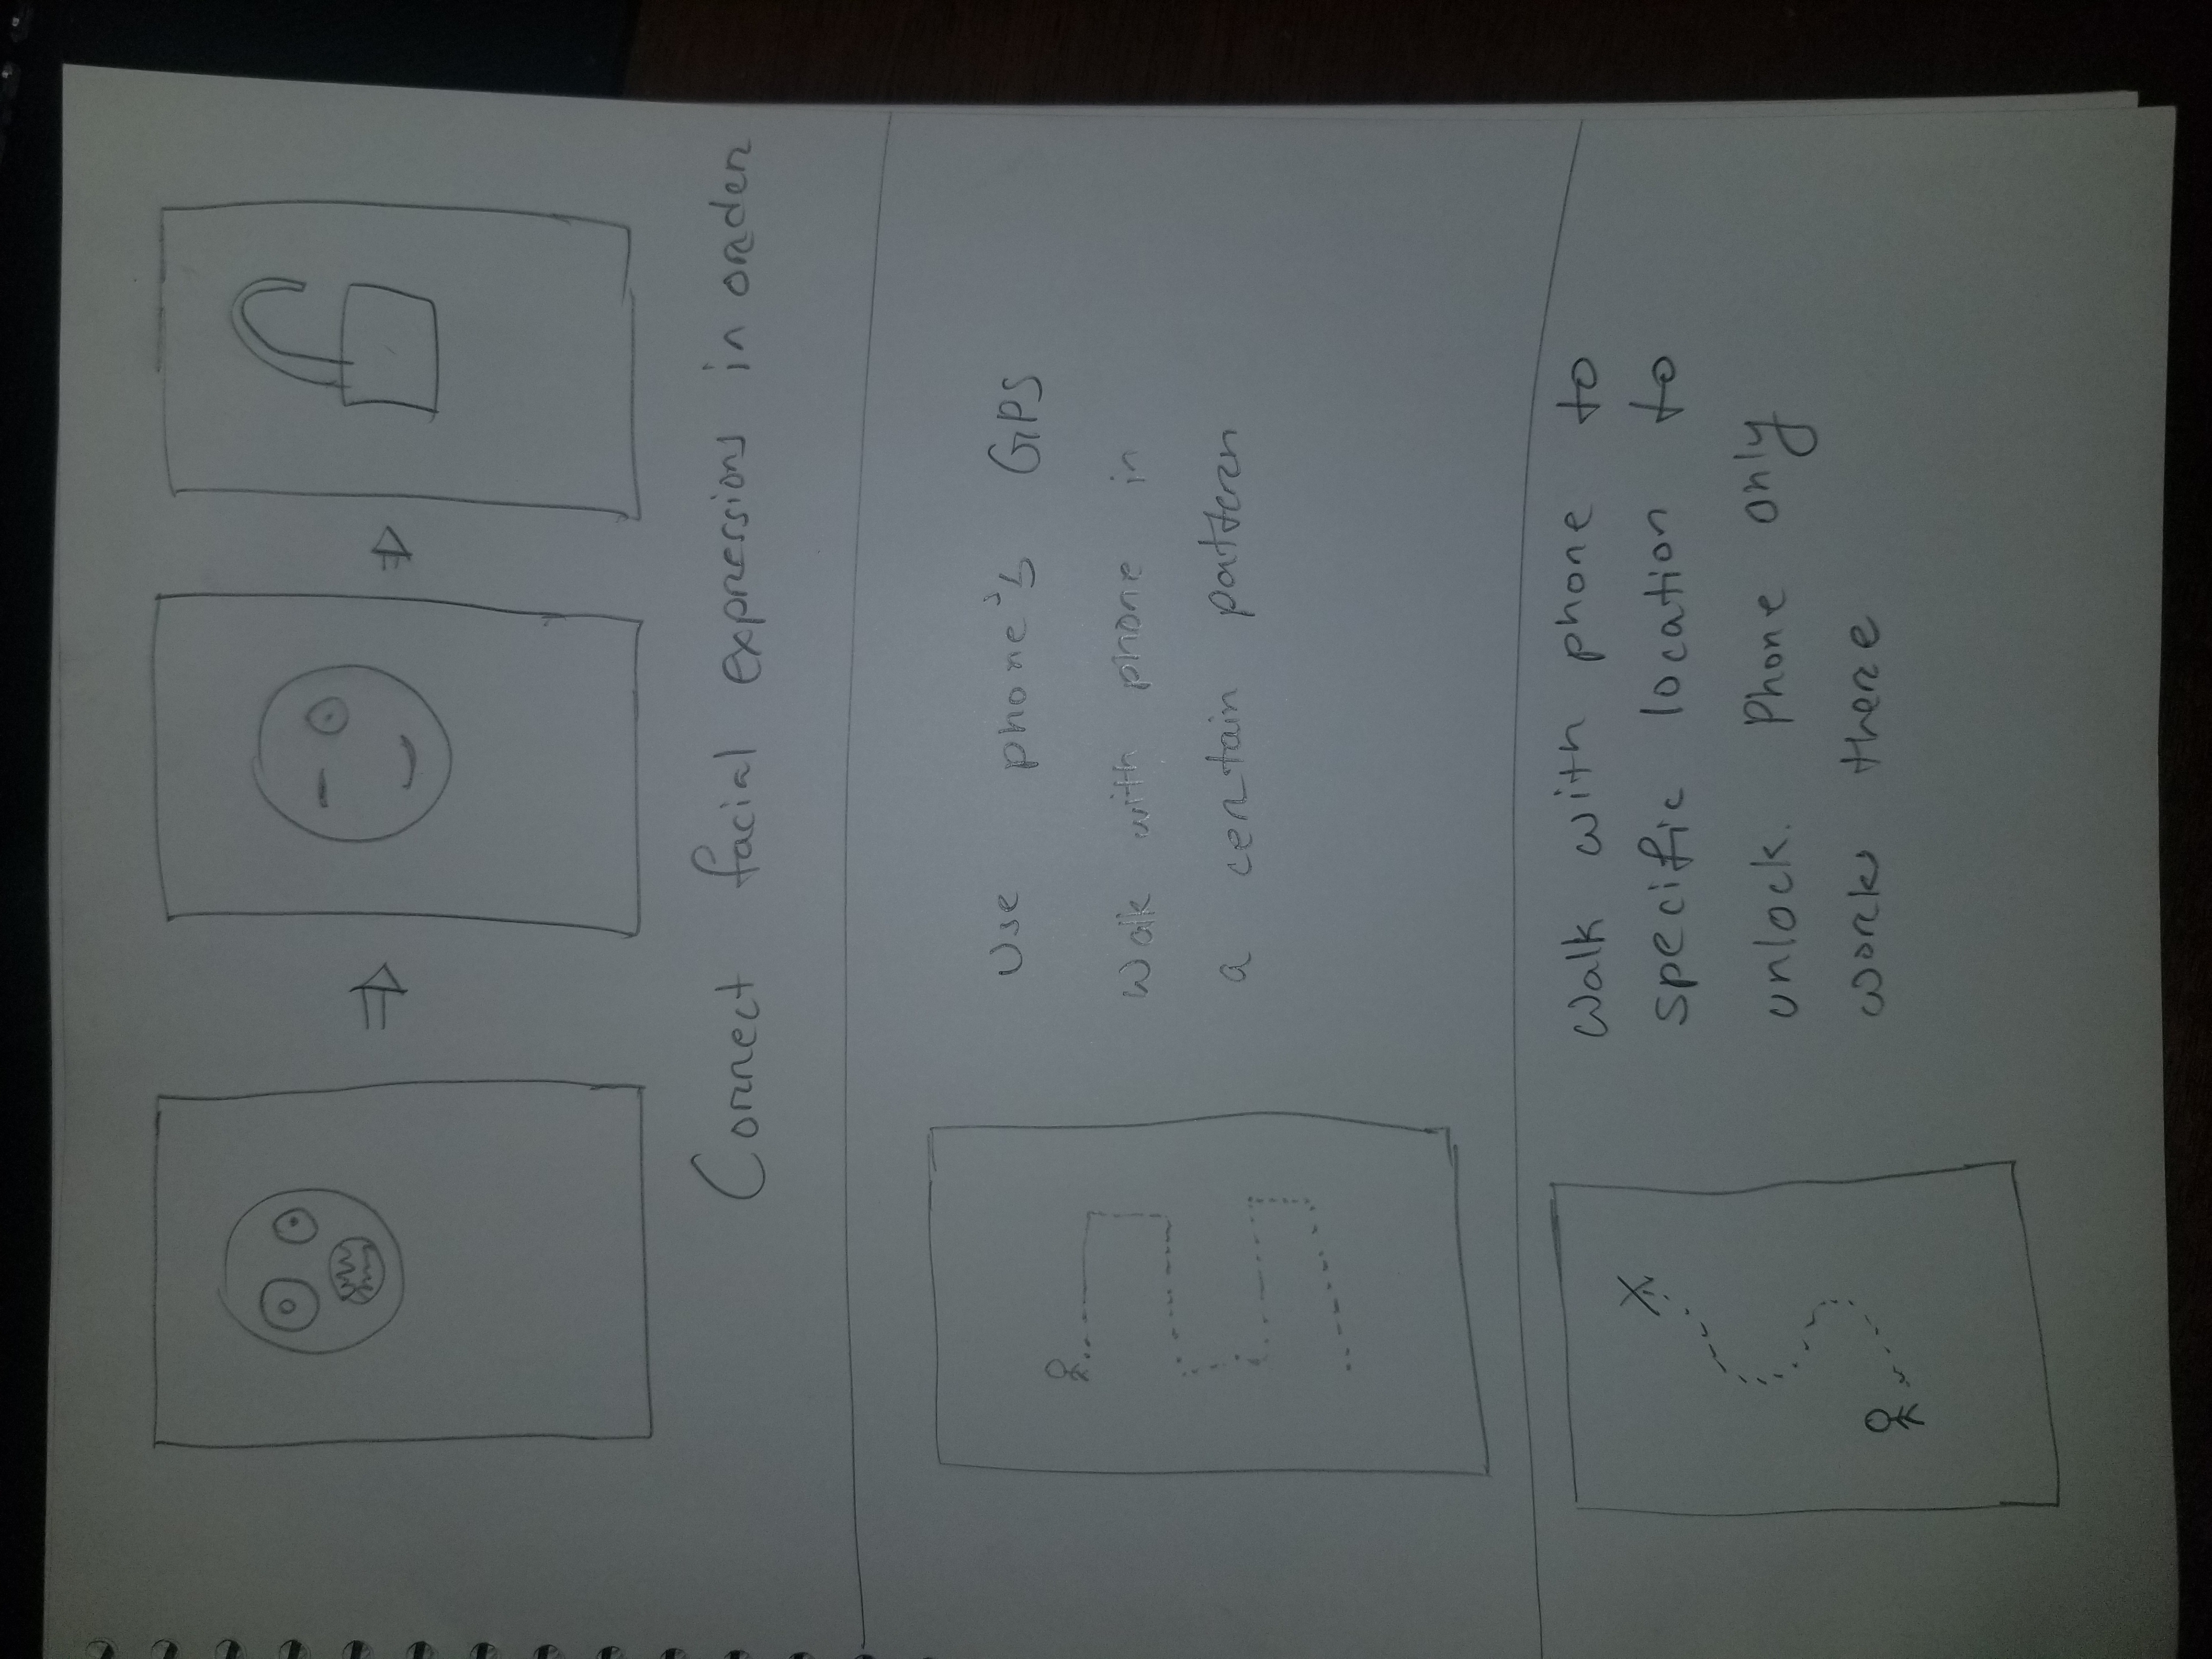 Connect facial expressions in order
Use phone's GPS
Walk with phone in
a certain pattern
Walk with phone to
specific location to
unlock. Phone only
works there